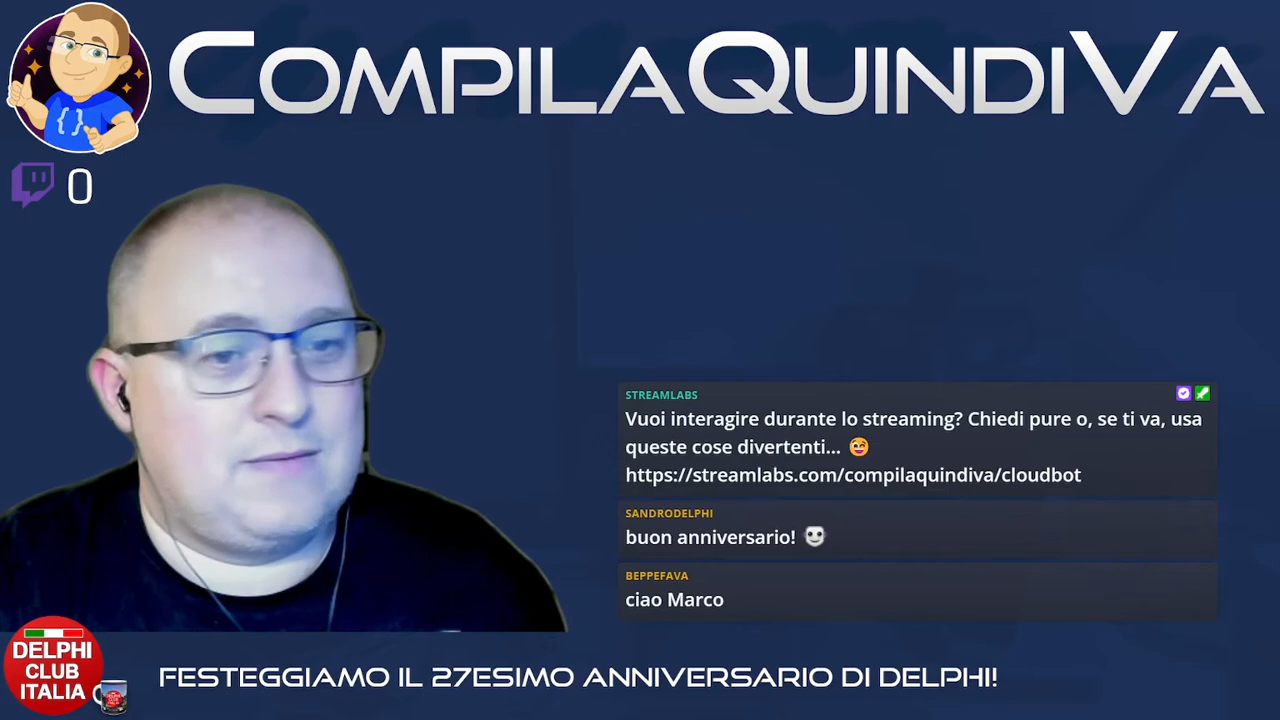 CompilaQuindiVa
{ }
0
STREAMLABS
Vuoi interagire durante lo streaming? Chiedi pure o, se ti va, usa
queste cose divertenti... 😅
https://streamlabs.com/compilaquindiva/cloudbot
SANDRODELPHI
buon anniversario!
BEPPEFAVA
ciao Marco
DELPHI
CLUB
ITALIA
FESTEGGIAMO IL 27ESIMO ANNIVERSARIO DI DELPHI!